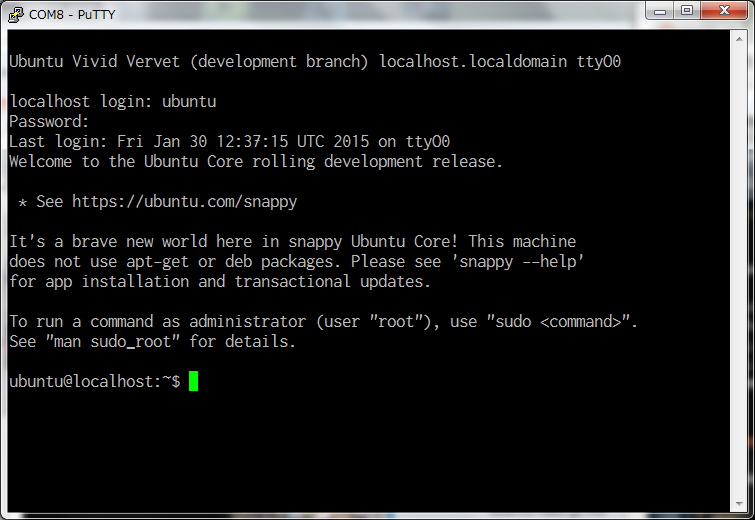 COM8 - PuTTY
Ubuntu Vivid Vervet (development branch) localhost.localdomain ttyO0
localhost login: ubuntu
Password:
Last login: Fri Jan 30 12:37:15 UTC 2015 on ttyO0
Welcome to the Ubuntu Core rolling development release.
* See https://ubuntu.com/snappy
It's a brave new world here in snappy Ubuntu Core! This machine
does not use apt-get or deb packages. Please see 'snappy --help'
for app installation and transactional updates.
To run a command as administrator (user "root"), use "sudo <command>".
See "man sudo_root" for details.
ubuntu@localhost:~$